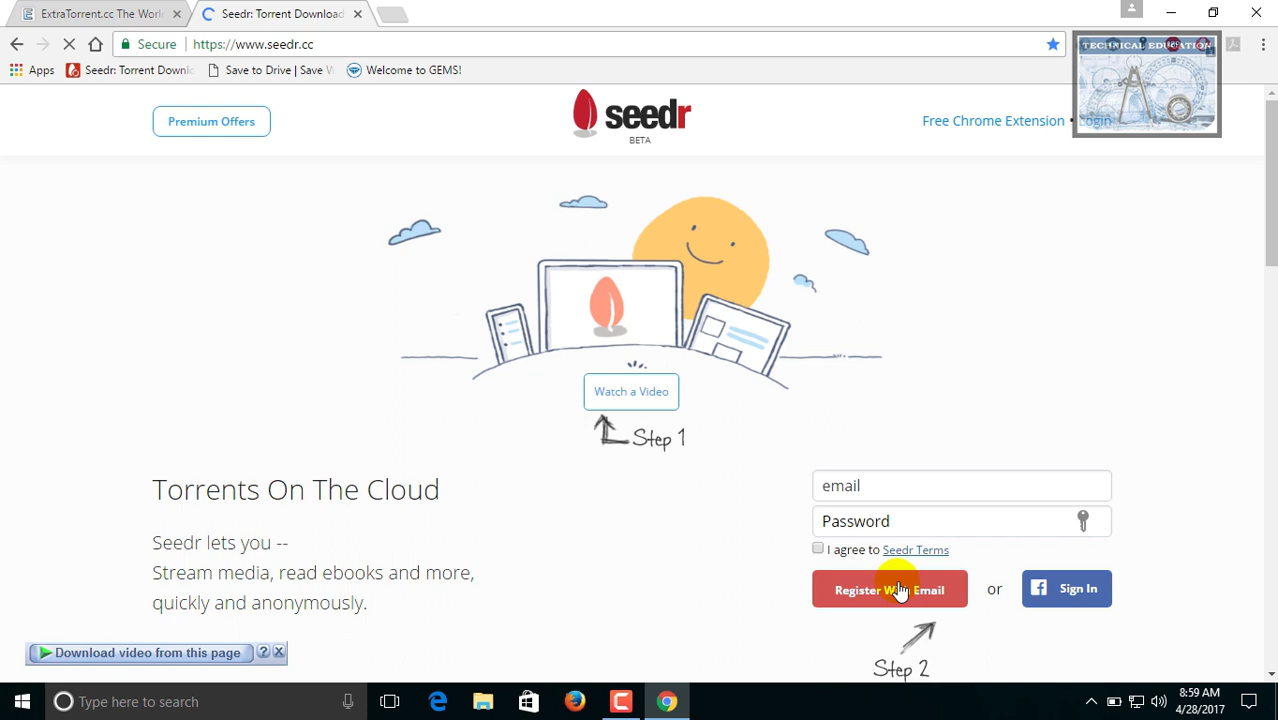 ExtraTorrent.cc The World
Seedr: Torrent Download
Secure
https://www.seedr.cc
Apps
Seedr: Torrent Downl
Save to Drive | Save W
Welcome to GEMS!
TECHNICAL EDUCATION
Premium Offers
seedr
BETA
Free Chrome Extension • Login
Watch a Video
Step 1
Torrents On The Cloud
email
Seedr lets you --
Password
Stream media, read ebooks and more,
quickly and anonymously.
I agree to Seedr Terms
Register With Email
or
Sign In
Download video from this page
?
Step 2
Type here to search
8:59 AM
4/28/2017